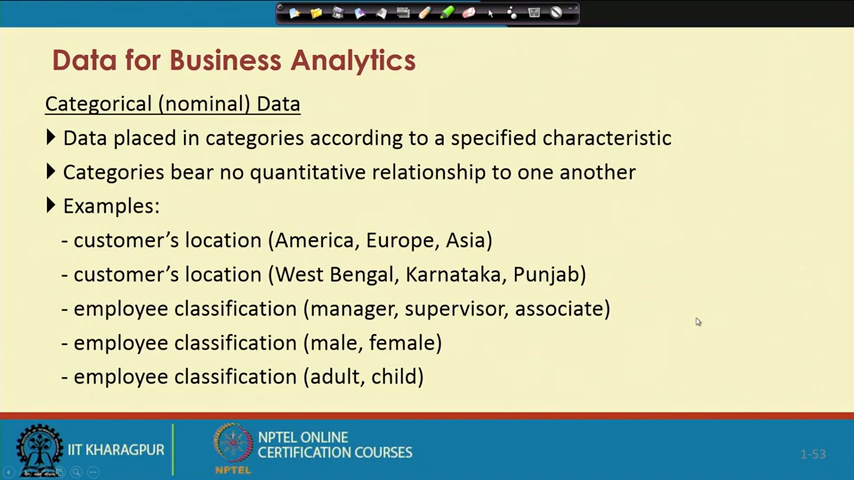 Data for Business Analytics
Categorical (nominal) Data
Data placed in categories according to a specified characteristic
Categories bear no quantitative relationship to one another
Examples:
- customer's location (America, Europe, Asia)
- customer's location (West Bengal, Karnataka, Punjab)
- employee classification (manager, supervisor, associate)
- employee classification (male, female)
- employee classification (adult, child)
IIT KHARAGPUR
NPTEL
NPTEL ONLINE
CERTIFICATION COURSES
1-53